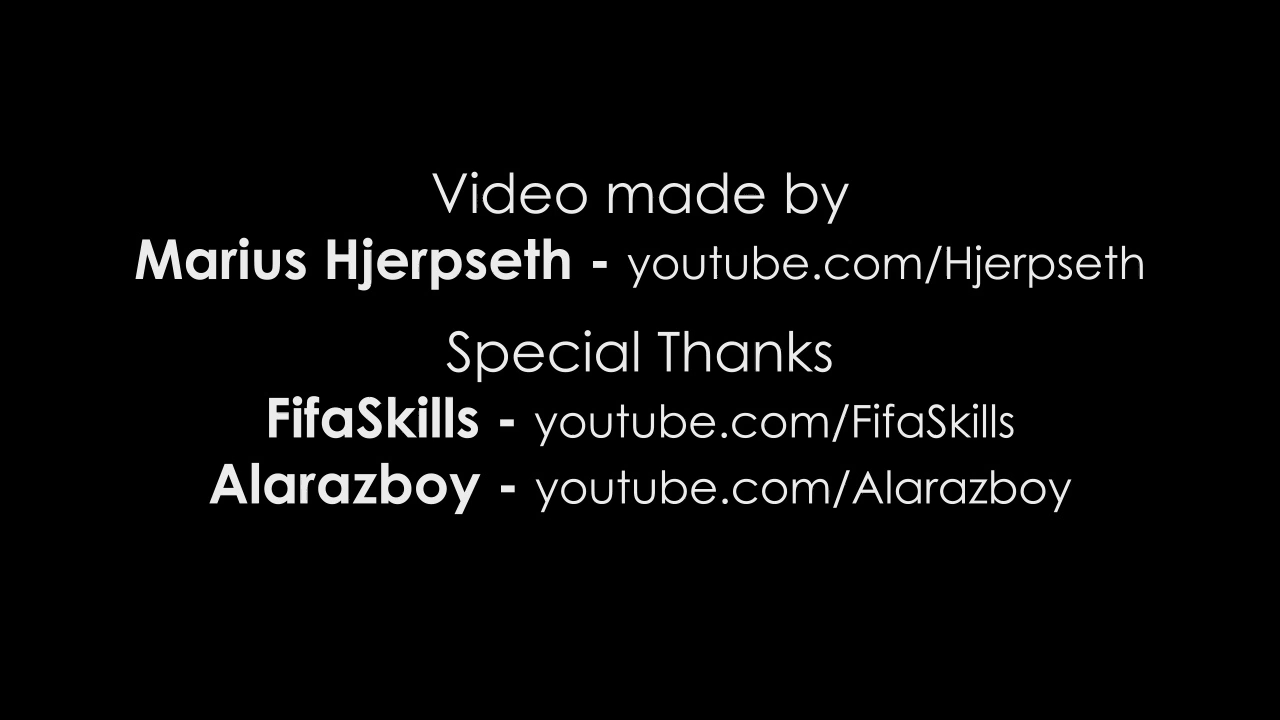 Video made by
Marius Hjerpseth - youtube.com/Hjerpseth
Special Thanks
FifaSkills - youtube.com/FifaSkills
Alarazboy - youtube.com/Alarazboy